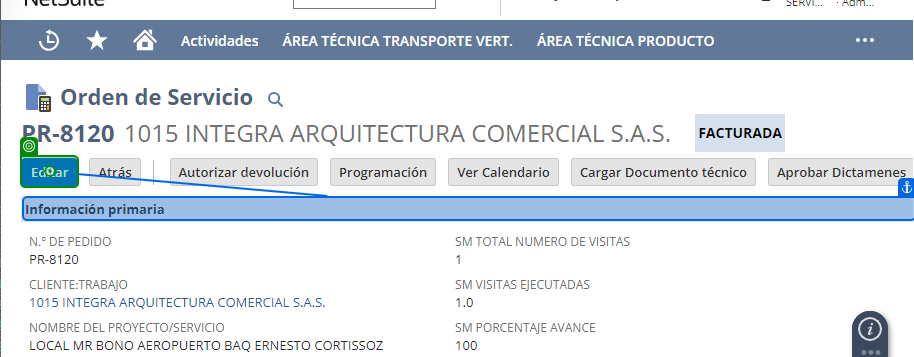 NetSuite
SERVI... · Adm...
Actividades ÁREA TÉCNICA TRANSPORTE VERT. ÁREA TÉCNICA PRODUCTO
Orden de Servicio
PR-8120 1015 INTEGRA ARQUITECTURA COMERCIAL S.A.S. FACTURADA
Editar Atrás Autorizar devolución Programación Ver Calendario Cargar Documento técnico Aprobar Dictamenes
Información primaria
N.º DE PEDIDO
PR-8120
CLIENTE:TRABAJO
1015 INTEGRA ARQUITECTURA COMERCIAL S.A.S.
NOMBRE DEL PROYECTO/SERVICIO
LOCAL MR BONO AEROPUERTO BAQ ERNESTO CORTISSOZ
SM TOTAL NUMERO DE VISITAS
1
SM VISITAS EJECUTADAS
1.0
SM PORCENTAJE AVANCE
100